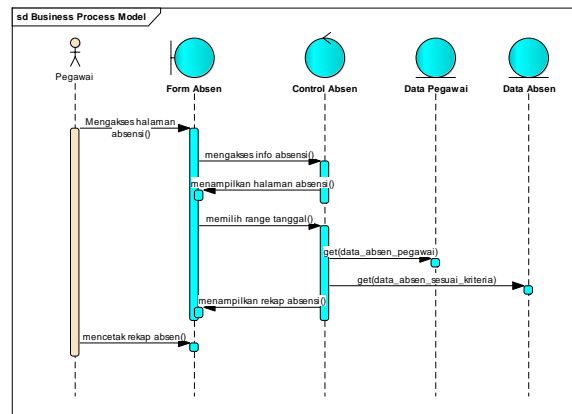 sd Business Process Model
Pegawai
Form Absen
Control Absen
Data Pegawai
Data Absen
Mengakses halaman
absensi()
mengakses info absensi()
menampilkan halaman absensi()
memilih range tanggal()
get(data_absen_pegawai)
get(data_absen_sesuai_kriteria)
menampilkan rekap absensi()
mencetak rekap absen()